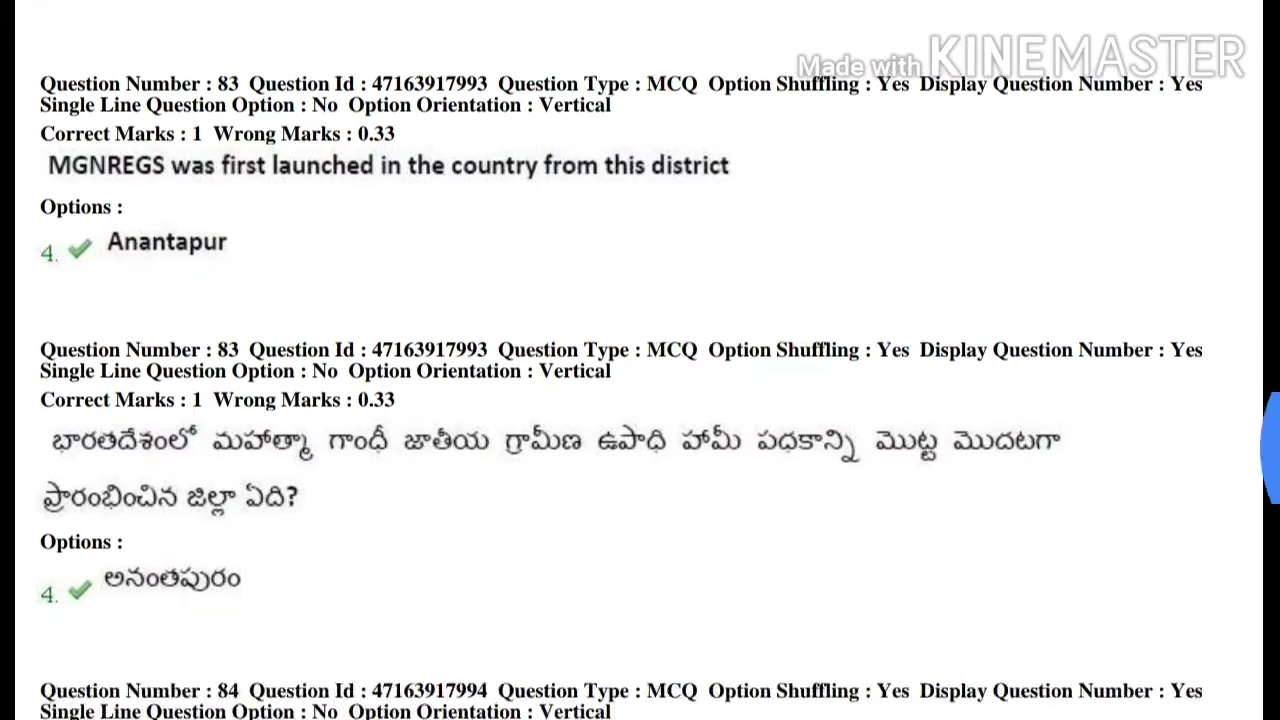 Made with KINEMASTER
Question Number : 83 Question Id : 47163917993 Question Type : MCQ Option Shuffling : Yes Display Question Number : Yes
Single Line Question Option : No Option Orientation : Vertical
Correct Marks : 1 Wrong Marks : 0.33
MGNREGS was first launched in the country from this district
Options :
4. Anantapur
Question Number : 83 Question Id : 47163917993 Question Type : MCQ Option Shuffling : Yes Display Question Number : Yes
Single Line Question Option : No Option Orientation : Vertical
Correct Marks : 1 Wrong Marks : 0.33
భారతదేశంలో మహాత్మా గాంధీ జాతీయ గ్రామీణ ఉపాధి హామీ పధకాన్ని మొట్ట మొదటగా
ప్రారంభించిన జిల్లా ఏది?
Options :
4. అనంతపురం
Question Number : 84 Question Id : 47163917994 Question Type : MCQ Option Shuffling : Yes Display Question Number : Yes
Single Line Question Option : No Option Orientation : Vertical